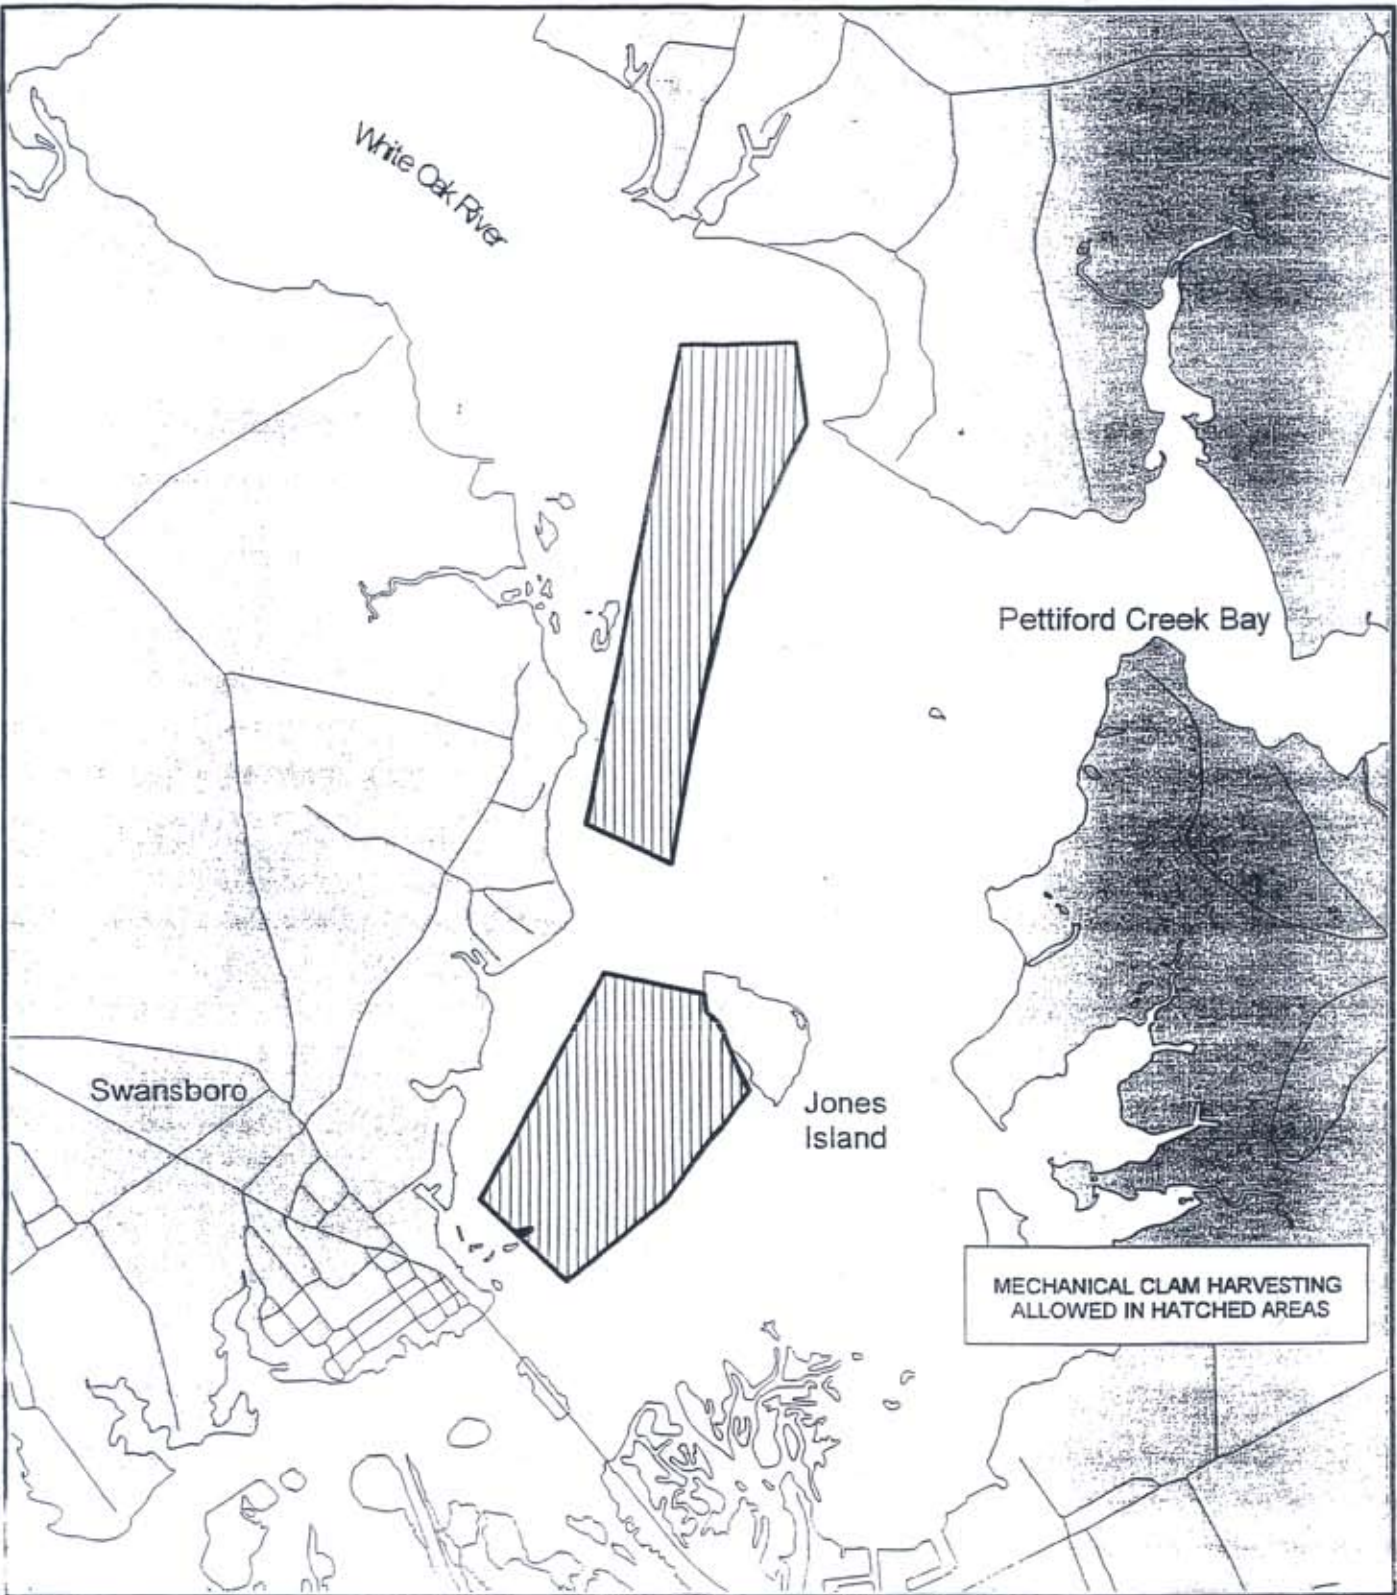 White Oak River
Pettiford Creek Bay
Swansboro
Jones
Island
MECHANICAL CLAM HARVESTING
ALLOWED IN HATCHED AREAS